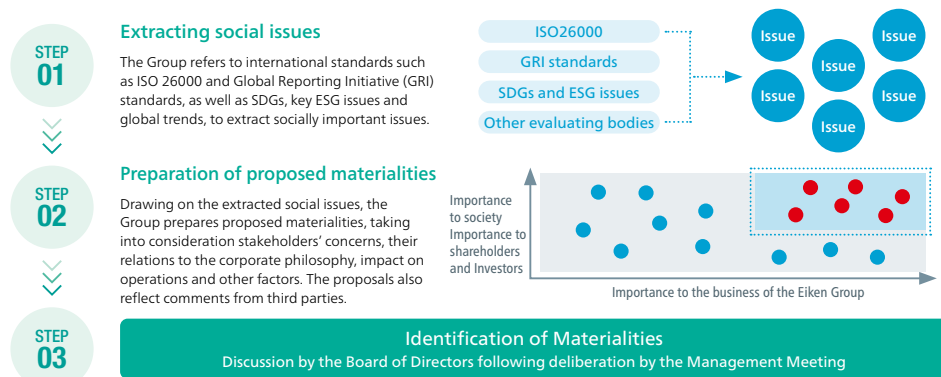 STEP
01
Extracting social issues
The Group refers to international standards such
as ISO 26000 and Global Reporting Initiative (GRI)
standards, as well as SDGs, key ESG issues and
global trends, to extract socially important issues.
ISO26000
GRI standards
SDGs and ESG issues
Other evaluating bodies
Issue
Issue
Issue
Issue
Issue
Issue
STEP
02
Preparation of proposed materialities
Drawing on the extracted social issues, the
Group prepares proposed materialities, taking
into consideration stakeholders’ concerns, their
relations to the corporate philosophy, impact on
operations and other factors. The proposals also
reflect comments from third parties.
Importance
to society
Importance to
shareholders
and Investors
Importance to the business of the Eiken Group
STEP
03
Identification of Materialities
Discussion by the Board of Directors following deliberation by the Management Meeting